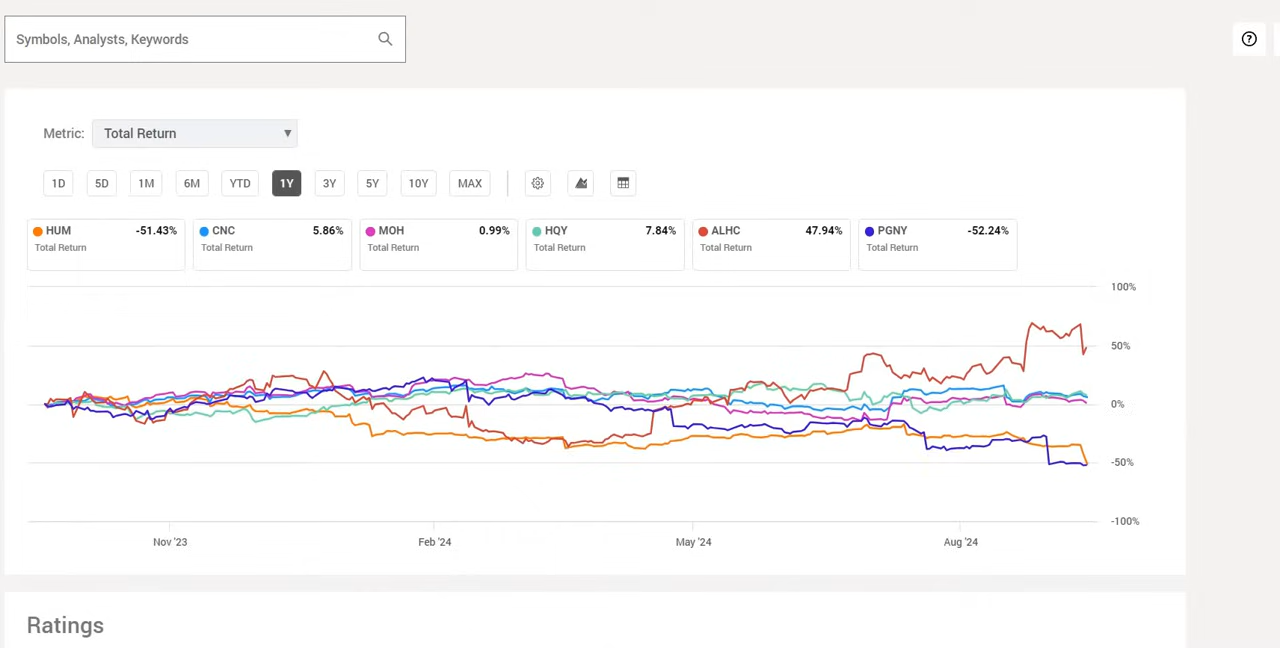 Symbols, Analysts, Keywords
Metric: Total Return
1D 5D 1M 6M YTD 1Y 3Y 5Y 10Y MAX
HUM -51.43% CNC 5.86% MOH 0.99% HQY 7.84% ALHC 47.94% PGNY -52.24%
Total Return Total Return Total Return Total Return Total Return Total Return
100%
50%
0%
-50%
-100%
Nov '23 Feb '24 May '24 Aug '24
Ratings